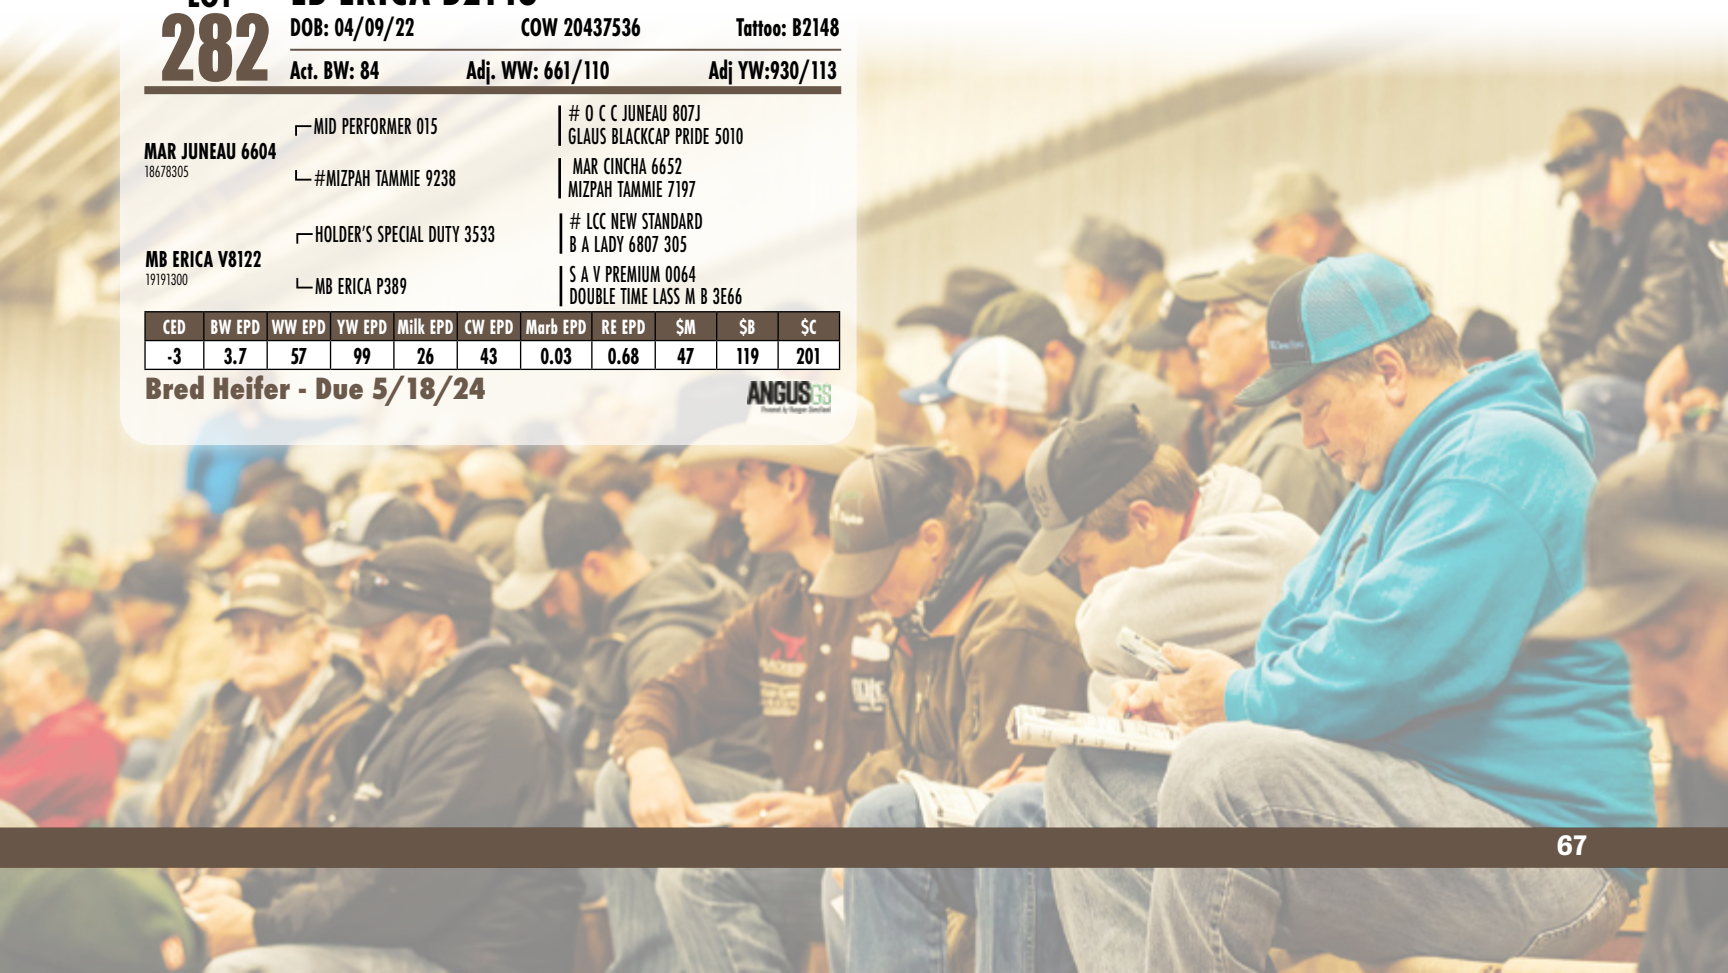 LOT
282
DOB: 04/09/22 COW 20437536 Tattoo: B2148
Act. BW: 84 Adj. WW: 661/110 Adj YW:930/113
MID PERFORMER 015
# O C C JUNEAU 807J
GLAUS BLACKCAP PRIDE 5010
MAR JUNEAU 6604
18678305
#MIZPAH TAMMIE 9238
MAR CINCHA 6652
MIZPAH TAMMIE 7197
HOLDER'S SPECIAL DUTY 3533
# LCC NEW STANDARD
B A LADY 6807 305
MB ERICA V8122
19191300
MB ERICA P389
S A V PREMIUM 0064
DOUBLE TIME LASS M B 3E66
CED BW EPD WW EPD YW EPD Milk EPD CW EPD Marb EPD RE EPD $M $B $C
-3 3.7 57 99 26 43 0.03 0.68 47 119 201
Bred Heifer - Due 5/18/24
ANGUSGS
67